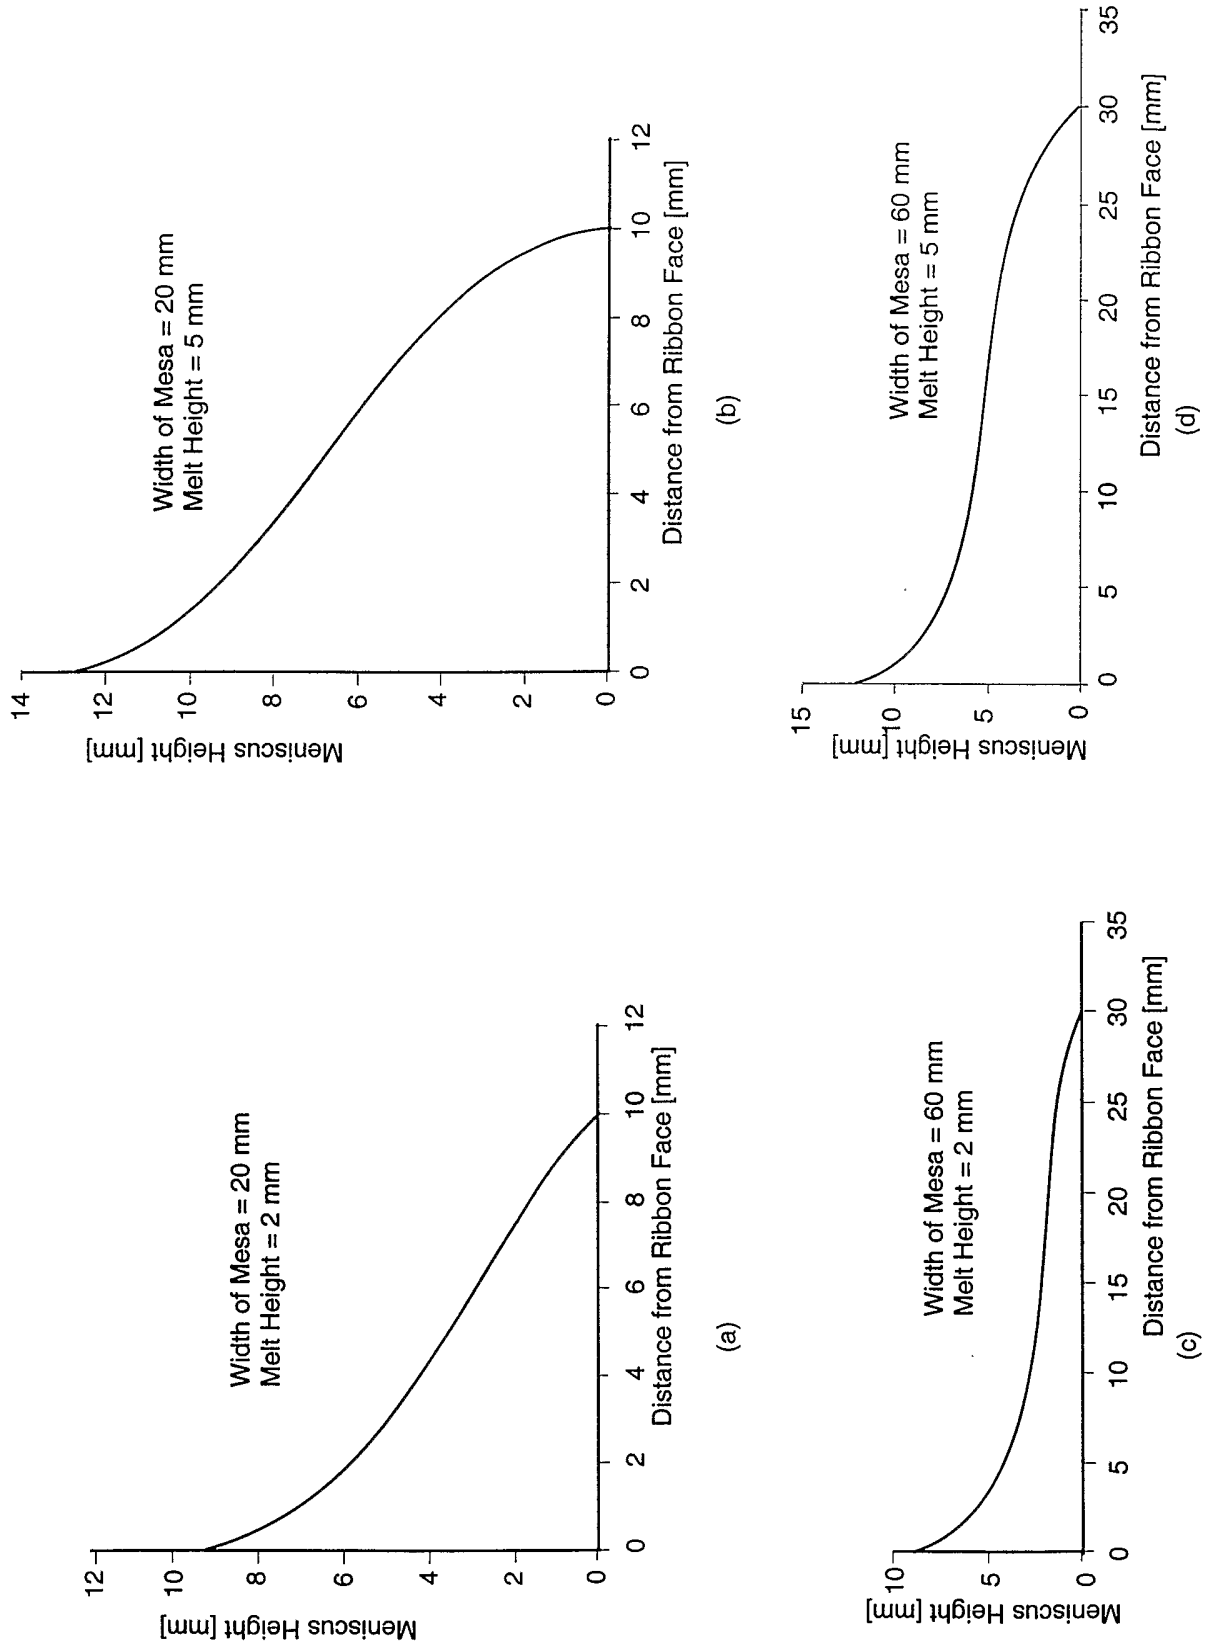 12
10
8
6
4
2
0
Meniscus Height [mm]
Width of Mesa = 20 mm
Melt Height = 2 mm
0
2
4
6
8
10
12
Distance from Ribbon Face [mm]
(a)
14
12
10
8
6
4
2
0
Meniscus Height [mm]
Width of Mesa = 20 mm
Melt Height = 5 mm
0
2
4
6
8
10
12
Distance from Ribbon Face [mm]
(b)
10
5
0
Meniscus Height [mm]
Width of Mesa = 60 mm
Melt Height = 2 mm
0
5
10
15
20
25
30
35
Distance from Ribbon Face [mm]
(c)
15
10
5
0
Meniscus Height [mm]
Width of Mesa = 60 mm
Melt Height = 5 mm
0
5
10
15
20
25
30
35
Distance from Ribbon Face [mm]
(d)